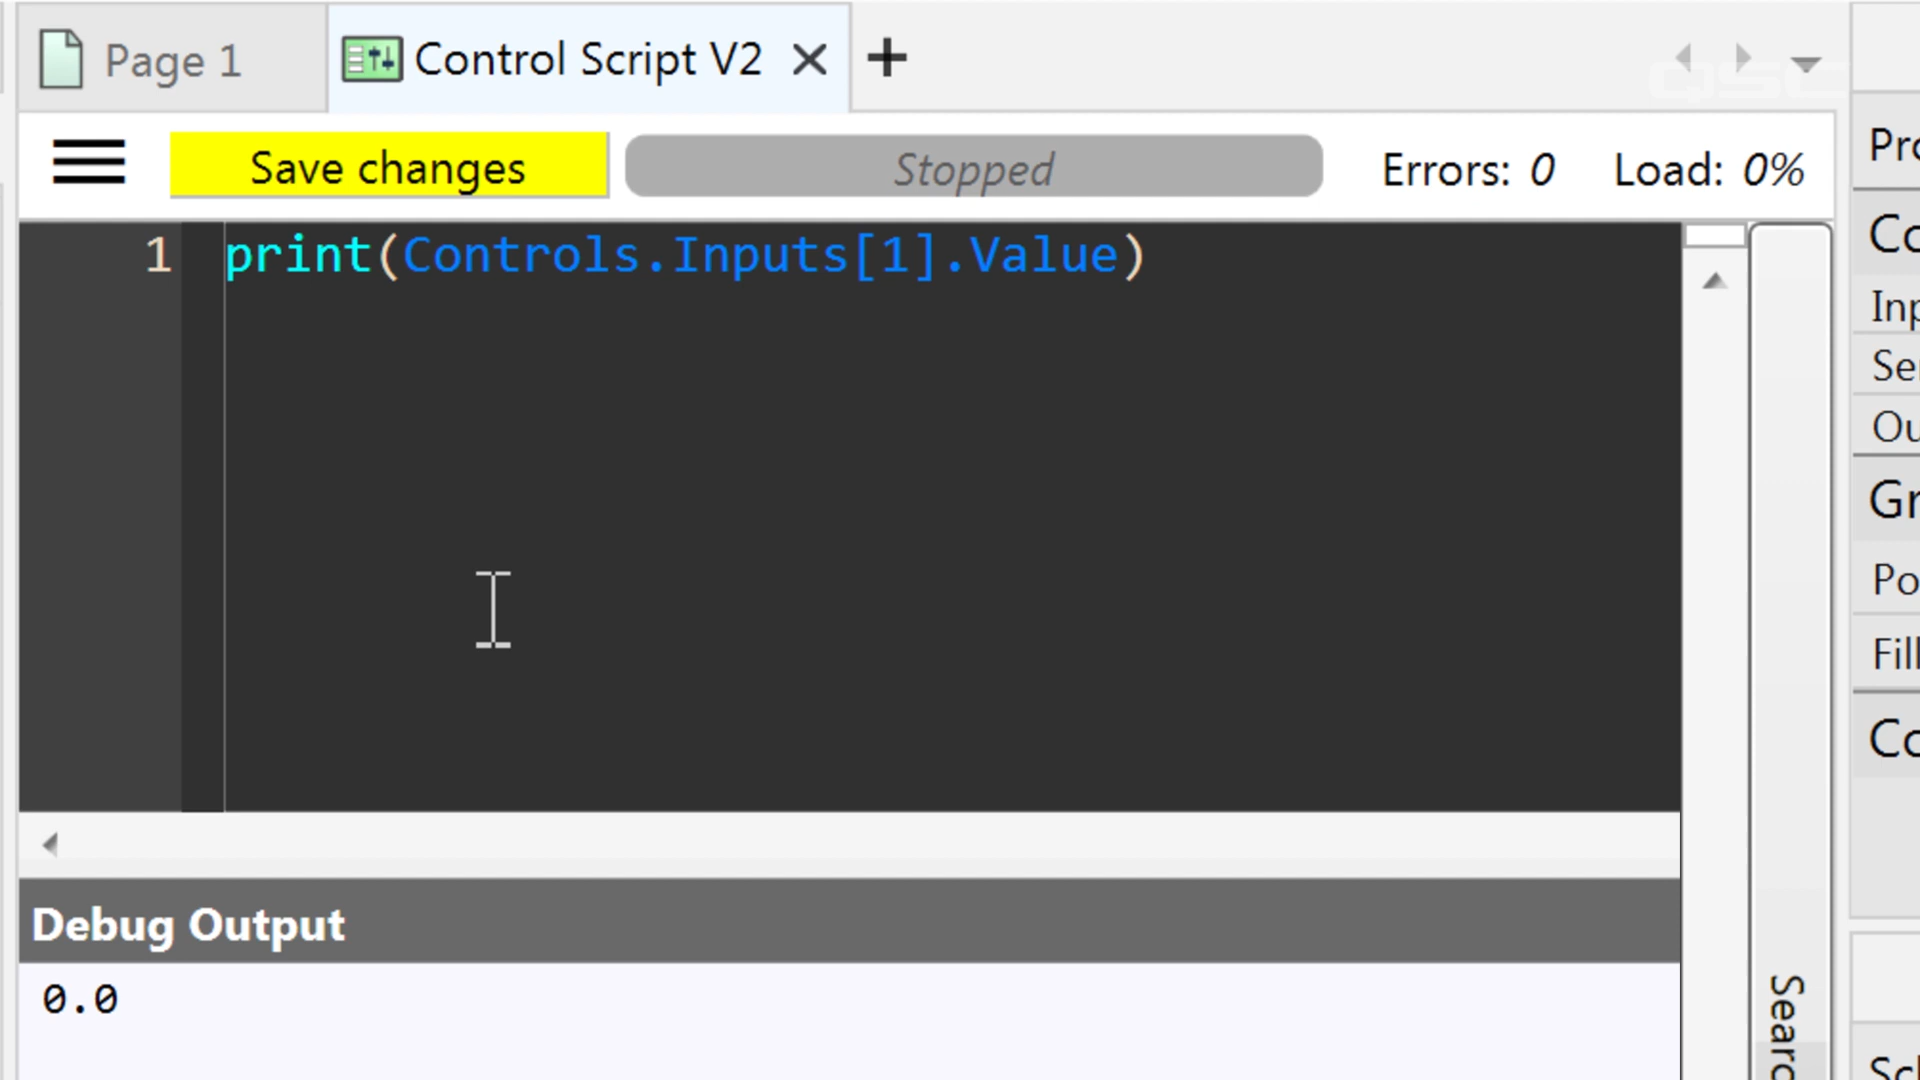 Page 1
Control Script V2
QSC
Save changes
Stopped
Errors: 0
Load: 0%
1
print(Controls.Inputs[1].Value)
Debug Output
0.0